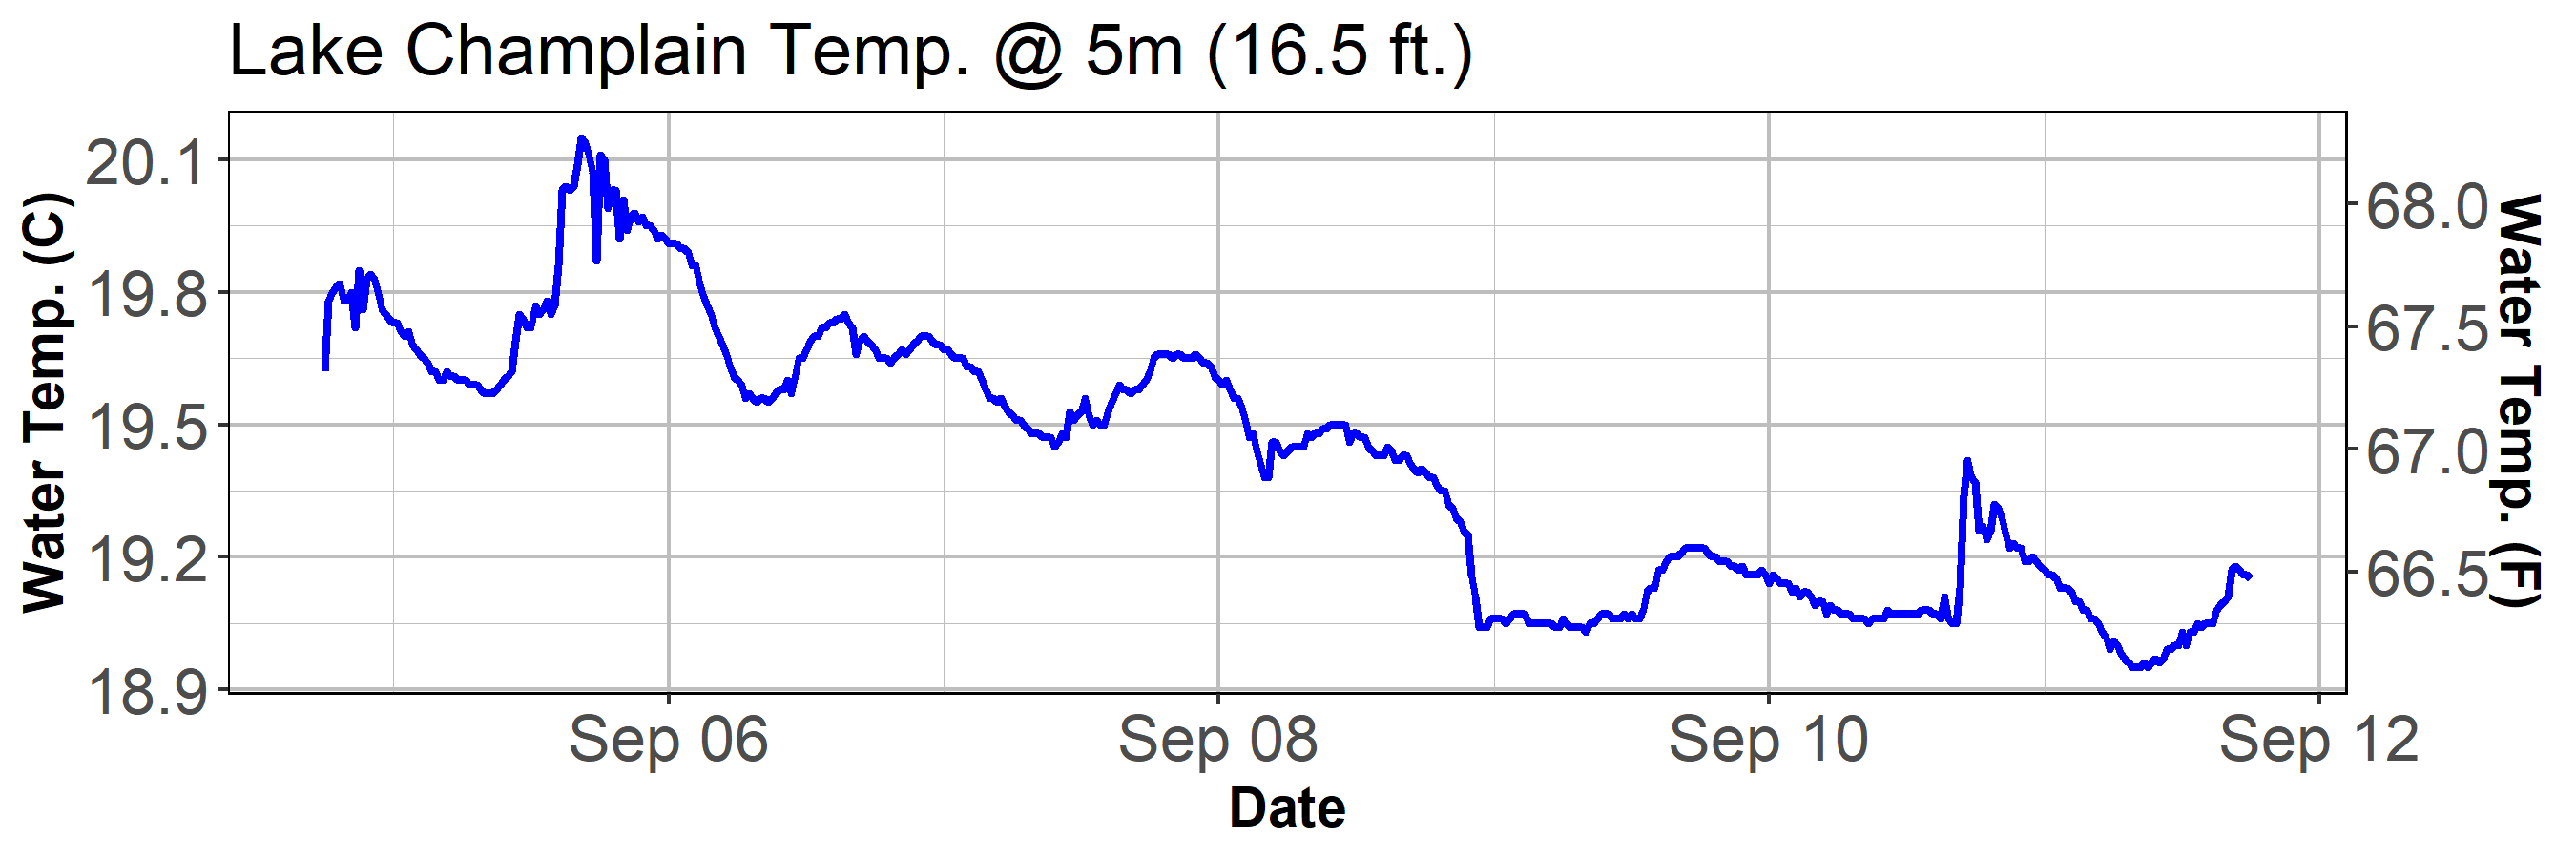 Lake Champlain Temp. @ 5m (16.5 ft.)
Water Temp. (C)
20.1
19.8
19.5
19.2
18.9
68.0
67.5
67.0
66.5
Water Temp. (F)
Sep 06 Sep 08 Sep 10 Sep 12
Date